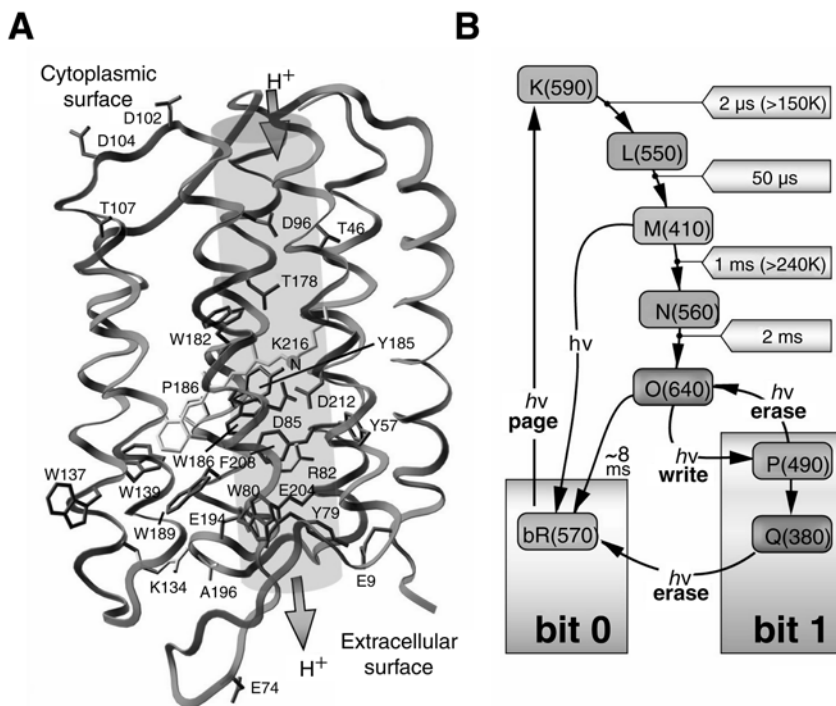 A
Cytoplasmic
surface
H+
D102
D104
T107
D96
T46
T178
W182
K216
Y185
N
P186
D212
D85
Y57
W186
F208
R82
W137
W139
W80
E204
Y79
W189
E194
K134
A196
E9
H+
Extracellular
surface
E74
B
K(590)
2 µs (>150K)
L(550)
50 µs
M(410)
1 ms (>240K)
N(560)
hν
2 ms
O(640)
hν
page
hν
erase
~8
ms
hν
write
P(490)
bR(570)
Q(380)
hν
erase
bit 0
bit 1